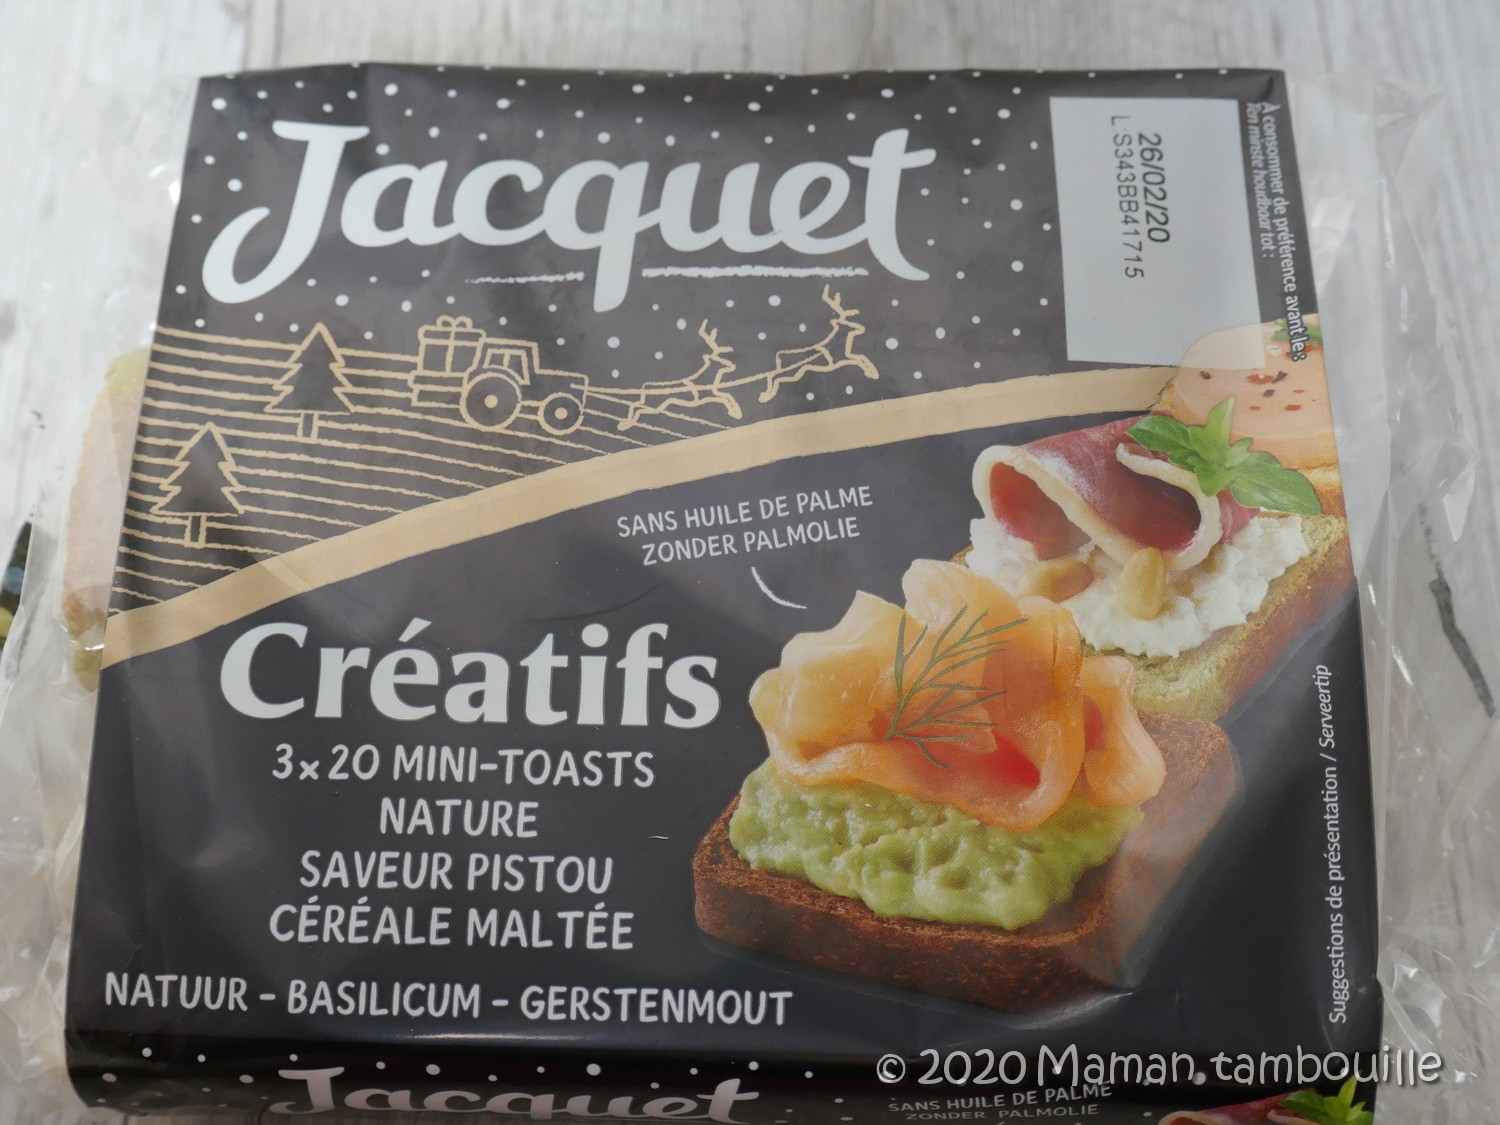 Jacquet
26/02/20
L:S343BB41715
À consommer de préférence avant le:
Ten minste houdbaar tot :
SANS HUILE DE PALME
ZONDER PALMOLIE
Créatifs
3x20 MINI-TOASTS
NATURE
SAVEUR PISTOU
CÉRÉALE MALTÉE
NATUUR - BASILICUM - GERSTENMOUT
Suggestions de présentation / Serveertip
© 2020 Maman tambouille
Jacquet
SANS HUILE DE PALME
ZONDER PALMOLIE